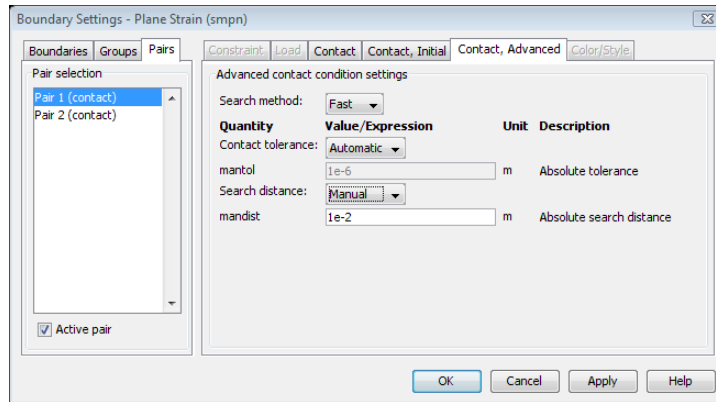 Boundary Settings - Plane Strain (smpn)
Boundaries Groups Pairs
Constraint Load Contact Contact, Initial Contact, Advanced Color/Style
Pair selection
Pair 1 (contact)
Pair 2 (contact)
Active pair
Advanced contact condition settings
Search method: Fast
Quantity Value/Expression Unit Description
Contact tolerance: Automatic
mantol 1e-6 m Absolute tolerance
Search distance: Manual
mandist 1e-2 m Absolute search distance
OK Cancel Apply Help